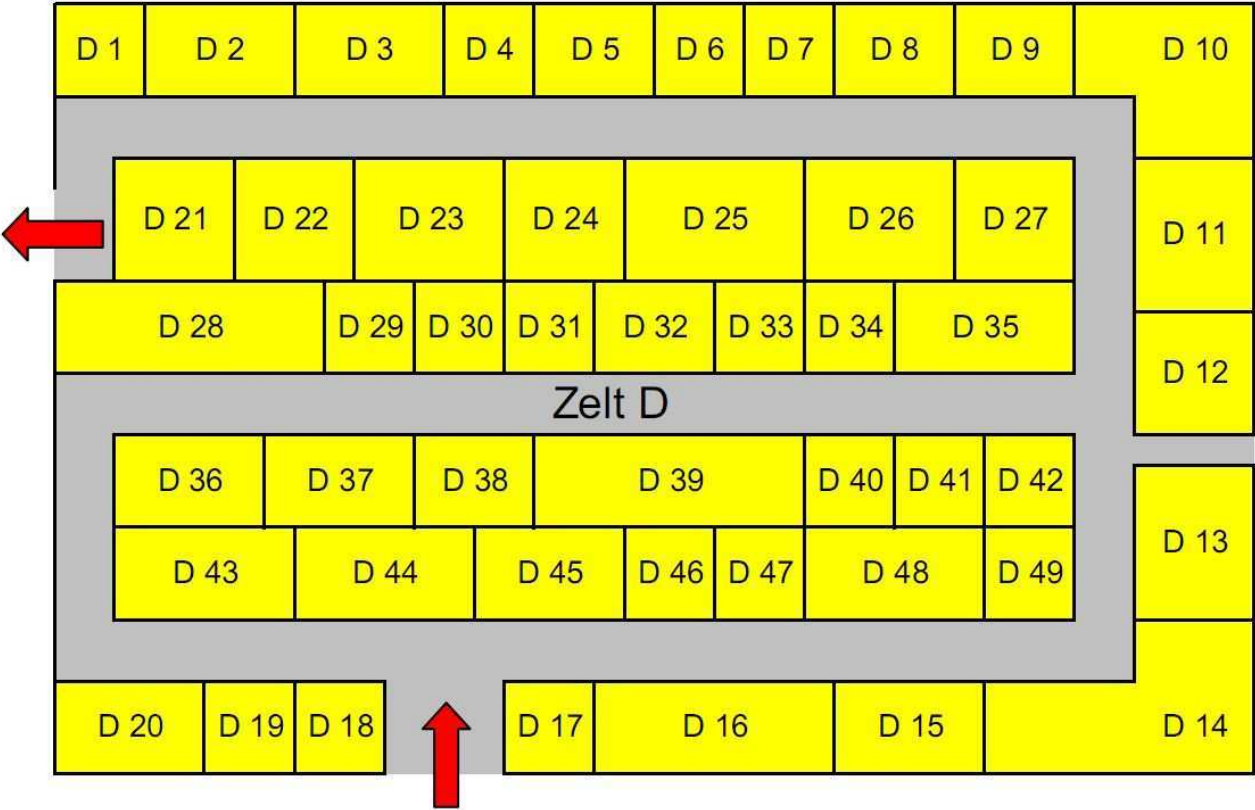 D 1 D 2 D 3 D 4 D 5 D 6 D 7 D 8 D 9 D 10
D 21 D 22 D 23 D 24 D 25 D 26 D 27 D 11
D 28 D 29 D 30 D 31 D 32 D 33 D 34 D 35
D 12
Zelt D
D 36 D 37 D 38 D 39 D 40 D 41 D 42
D 13
D 43 D 44 D 45 D 46 D 47 D 48 D 49
D 20 D 19 D 18 D 17 D 16 D 15 D 14